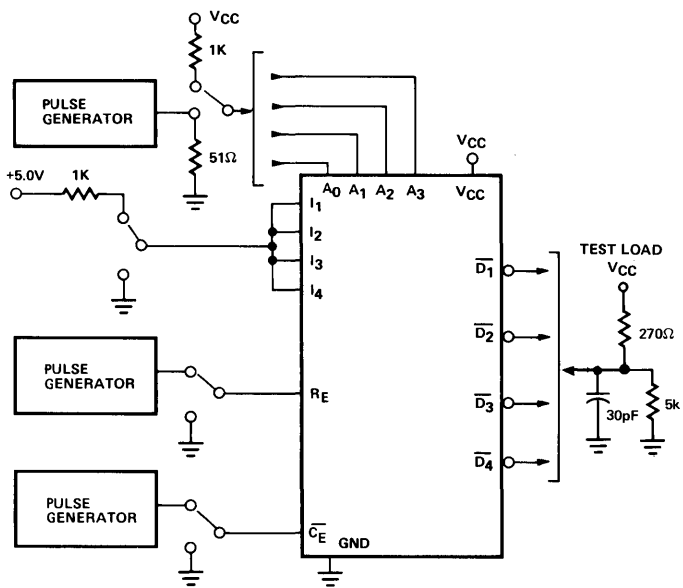 VCC
1K
PULSE
GENERATOR
51Ω
VCC
+5.0V
1K
A0 A1 A2 A3
VCC
I1
I2
I3
I4
D1
D2
D3
D4
TEST LOAD
VCC
270Ω
30pF
5k
PULSE
GENERATOR
RE
PULSE
GENERATOR
CE
GND